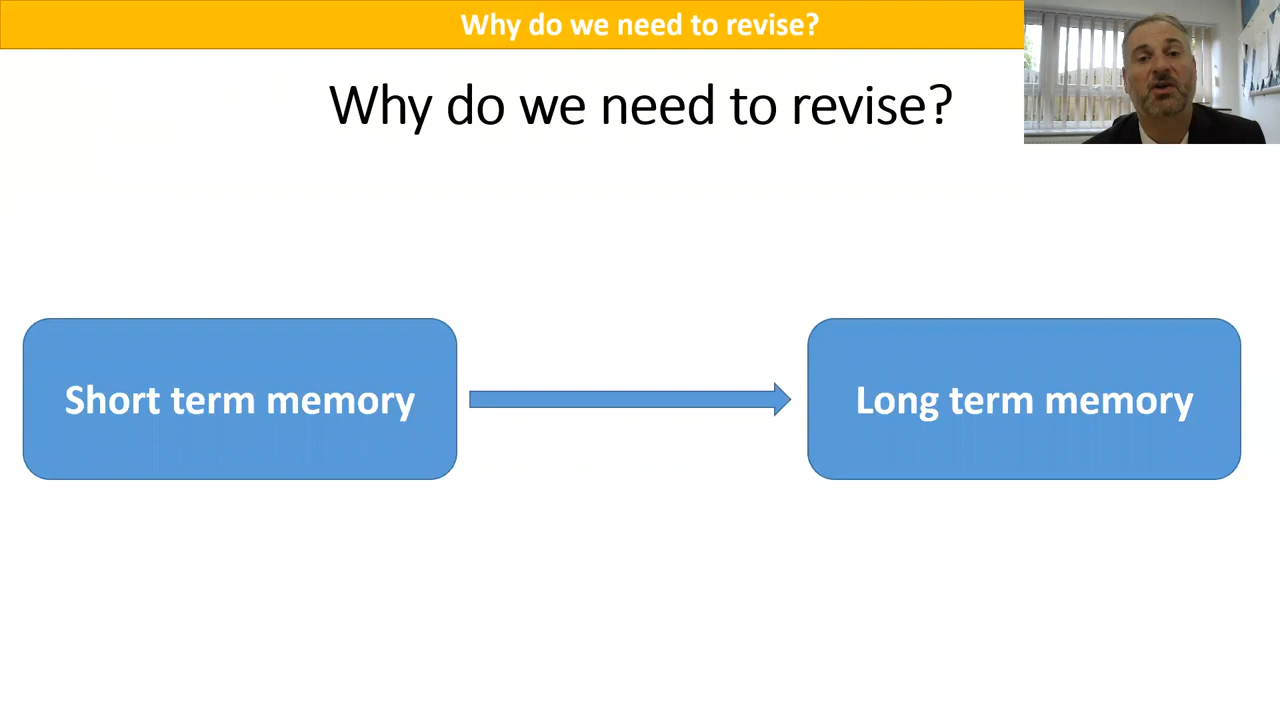 Why do we need to revise?
Why do we need to revise?
Short term memory
Long term memory